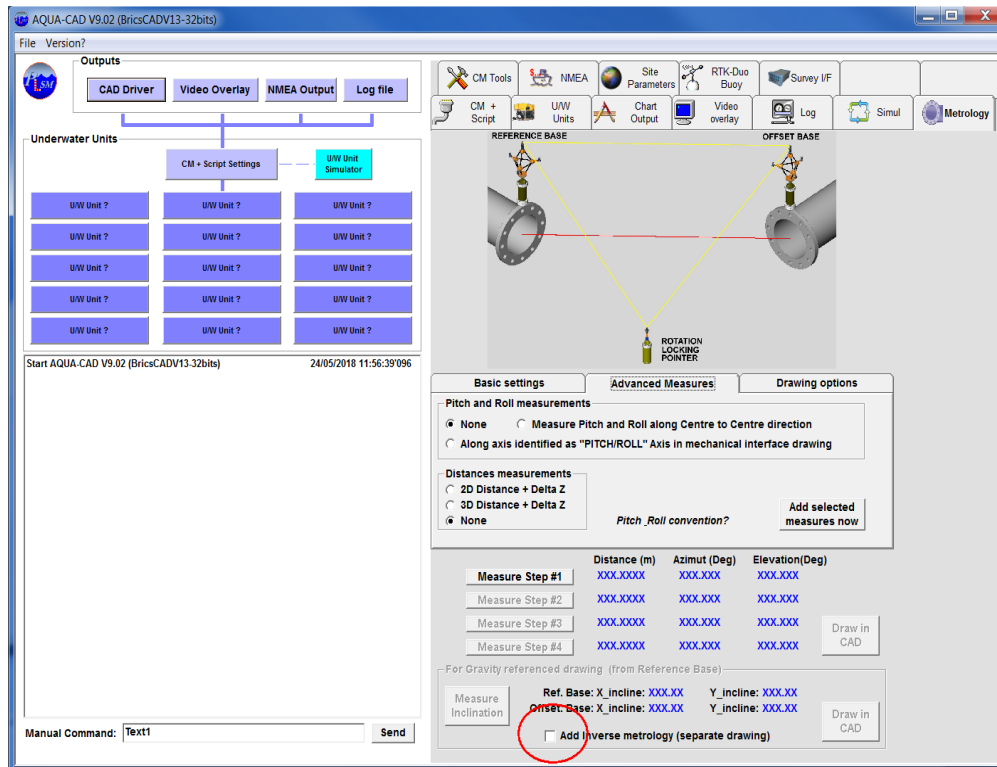 AQUA-CAD V9.02 (BricsCADV13-32bits)
File Version?
Outputs
CAD Driver Video Overlay NMEA Output Log file
Underwater Units
CM + Script Settings
U/W Unit
Simulator
U/W Unit ? U/W Unit ? U/W Unit ?
U/W Unit ? U/W Unit ? U/W Unit ?
U/W Unit ? U/W Unit ? U/W Unit ?
U/W Unit ? U/W Unit ? U/W Unit ?
U/W Unit ? U/W Unit ? U/W Unit ?
Start AQUA-CAD V9.02 (BricsCADV13-32bits) 24/05/2018 11:56:39'096
Manual Command: Text1 Send
CM Tools
NMEA
Site
Parameters
RTK-Duo
Buoy
Survey I/F
CM +
Script
U/W
Units
Chart
Output
Video
overlay
Log
Simul
Metrology
REFERENCE BASE OFFSET BASE
ROTATION
LOCKING
POINTER
Basic settings Advanced Measures Drawing options
Pitch and Roll measurements
None Measure Pitch and Roll along Centre to Centre direction
Along axis identified as "PITCH/ROLL" Axis in mechanical interface drawing
Distances measurements
2D Distance + Delta Z
3D Distance + Delta Z
None
Pitch_Roll convention?
Add selected
measures now
Distance (m) Azimut (Deg) Elevation(Deg)
Measure Step #1 XXX.XXXX XXX.XXX XXX.XXX
Measure Step #2 XXX.XXXX XXX.XXX XXX.XXX
Measure Step #3 XXX.XXXX XXX.XXX XXX.XXX
Measure Step #4 XXX.XXXX XXX.XXX XXX.XXX
Draw in
CAD
For Gravity referenced drawing (from Reference Base)
Measure
Inclination
Ref. Base: X_incline: XXX.XX Y_incline: XXX.XX
Offset. Base: X_incline: XXX.XX Y_incline: XXX.XX
Draw in
CAD
Add Inverse metrology (separate drawing)